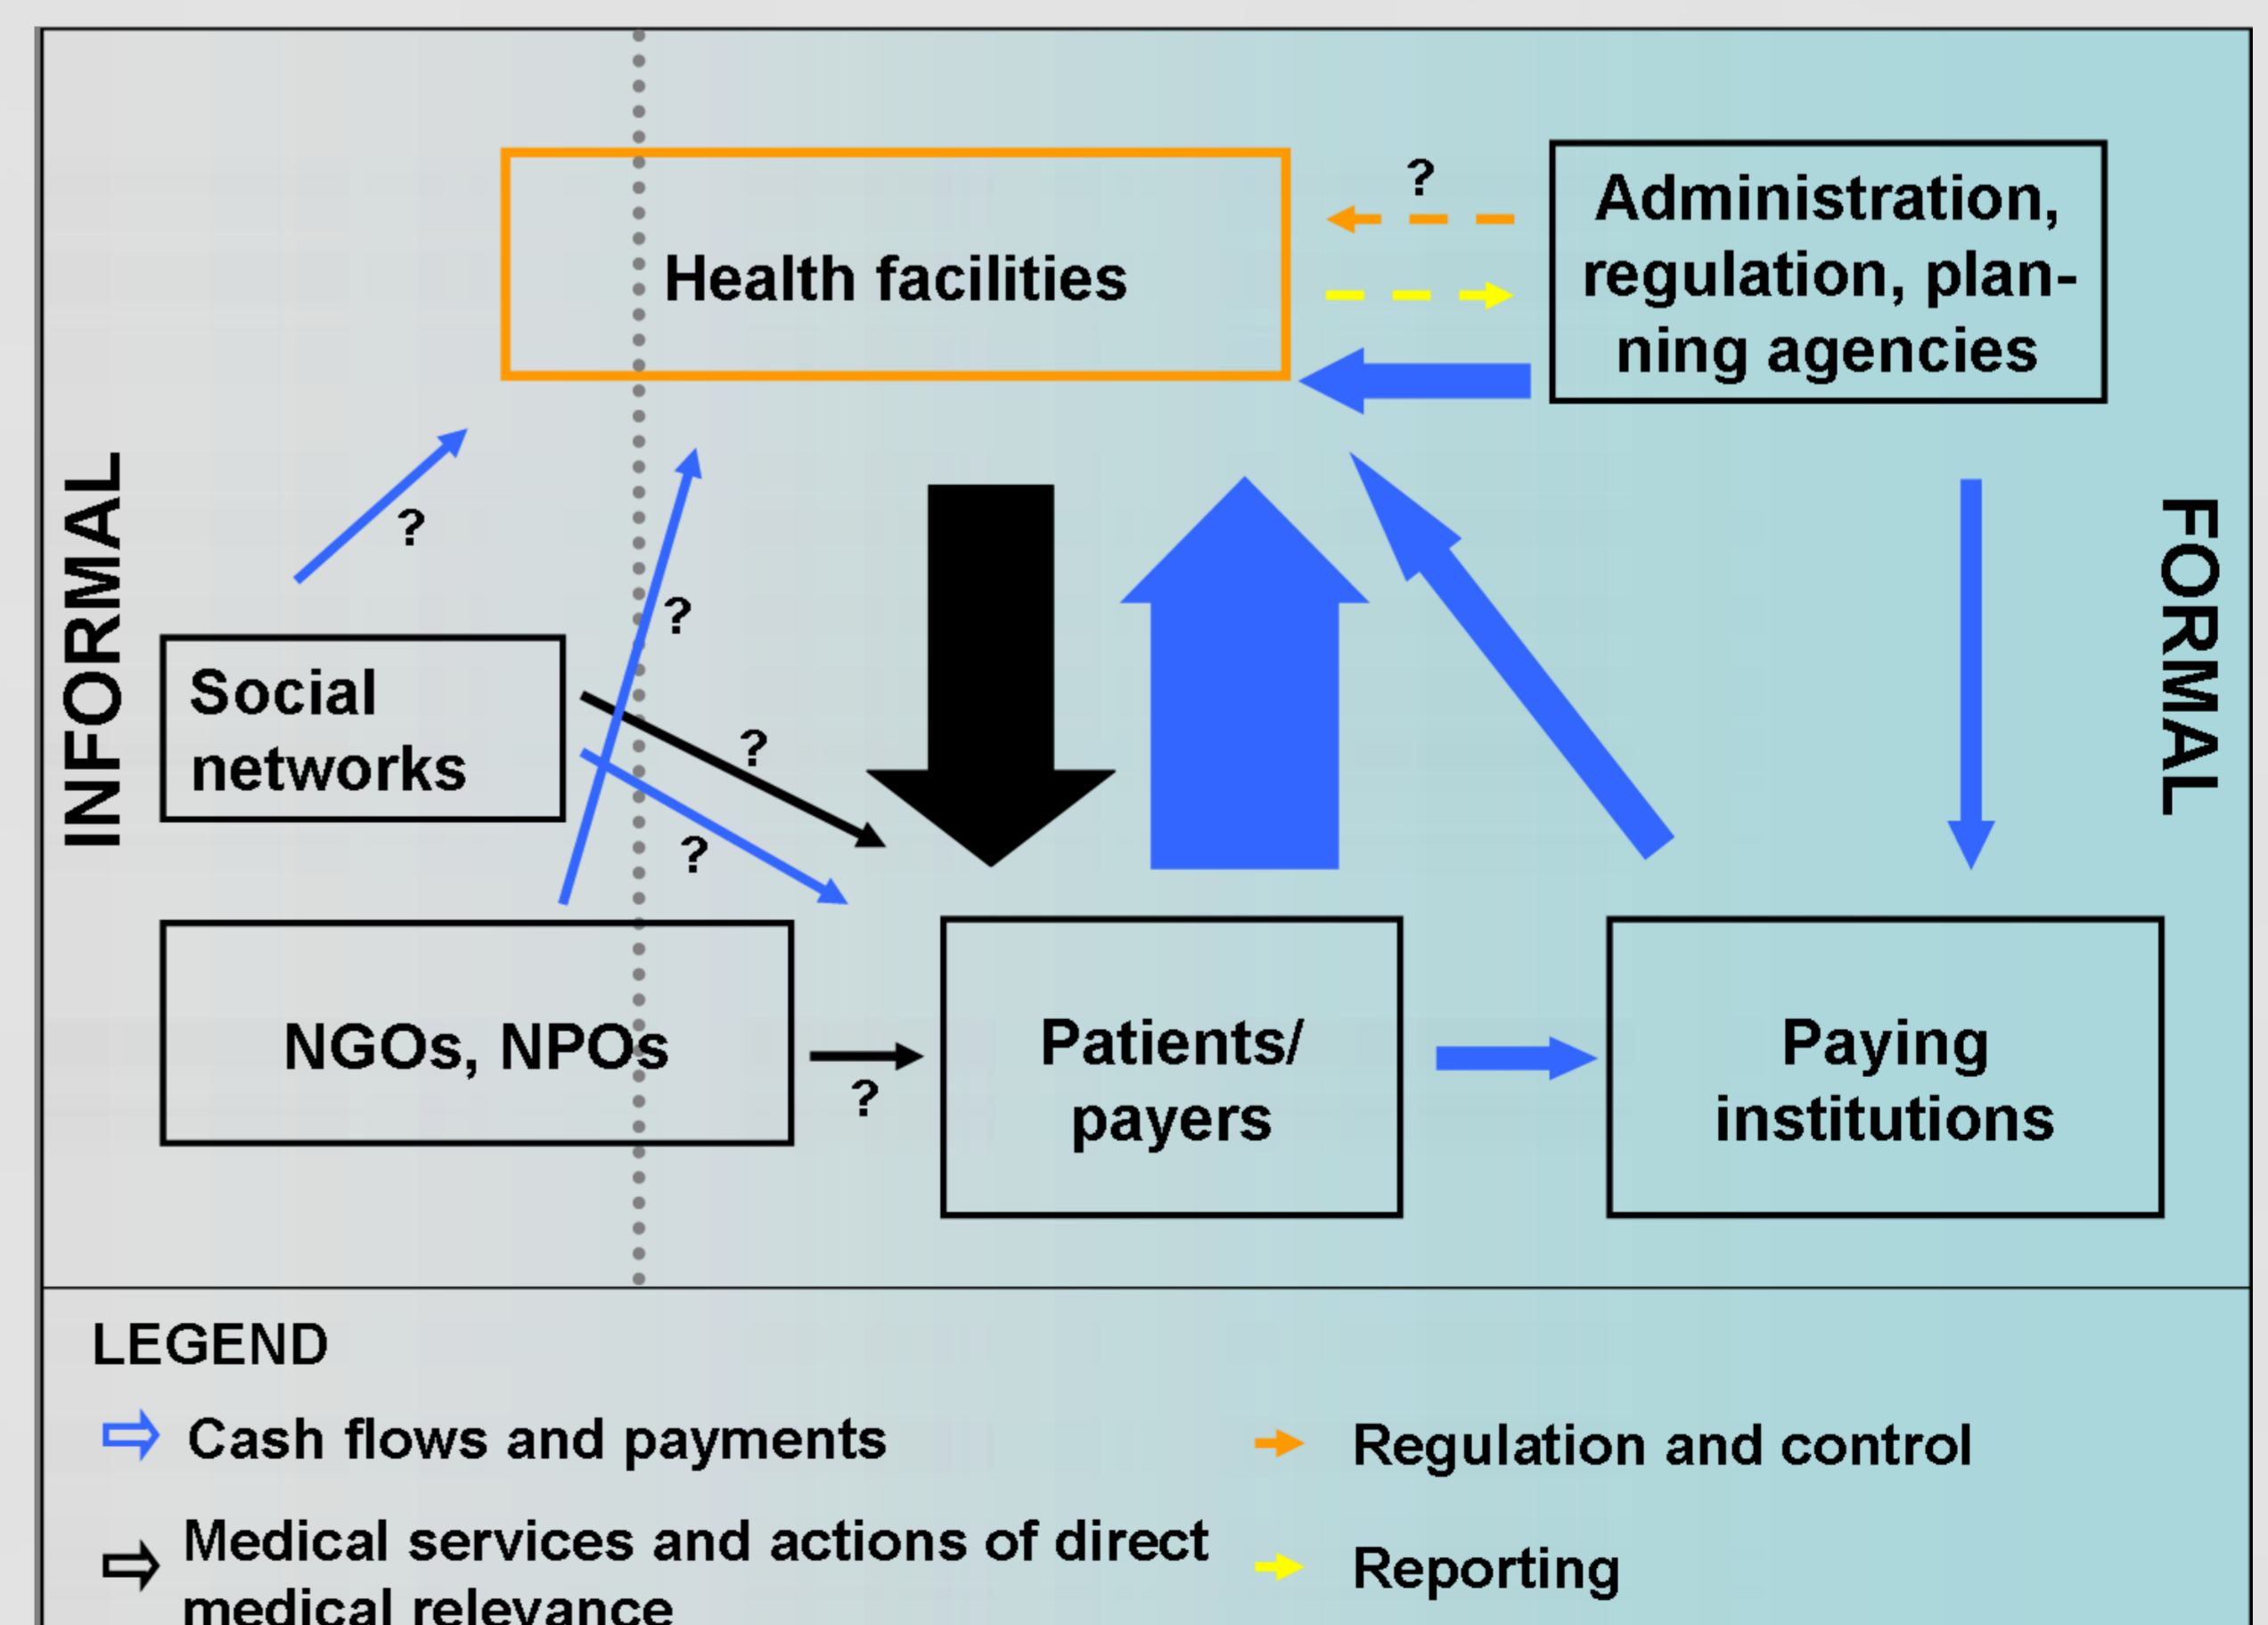 ?
Administration,
regulation, plan-
ning agencies
Health facilities
INFORMAL
FORMAL
?
?
Social
networks
?
?
NGOs, NPOs
?
Patients/
payers
Paying
institutions
LEGEND
Cash flows and payments
Regulation and control
Medical services and actions of direct
medical relevance
Reporting